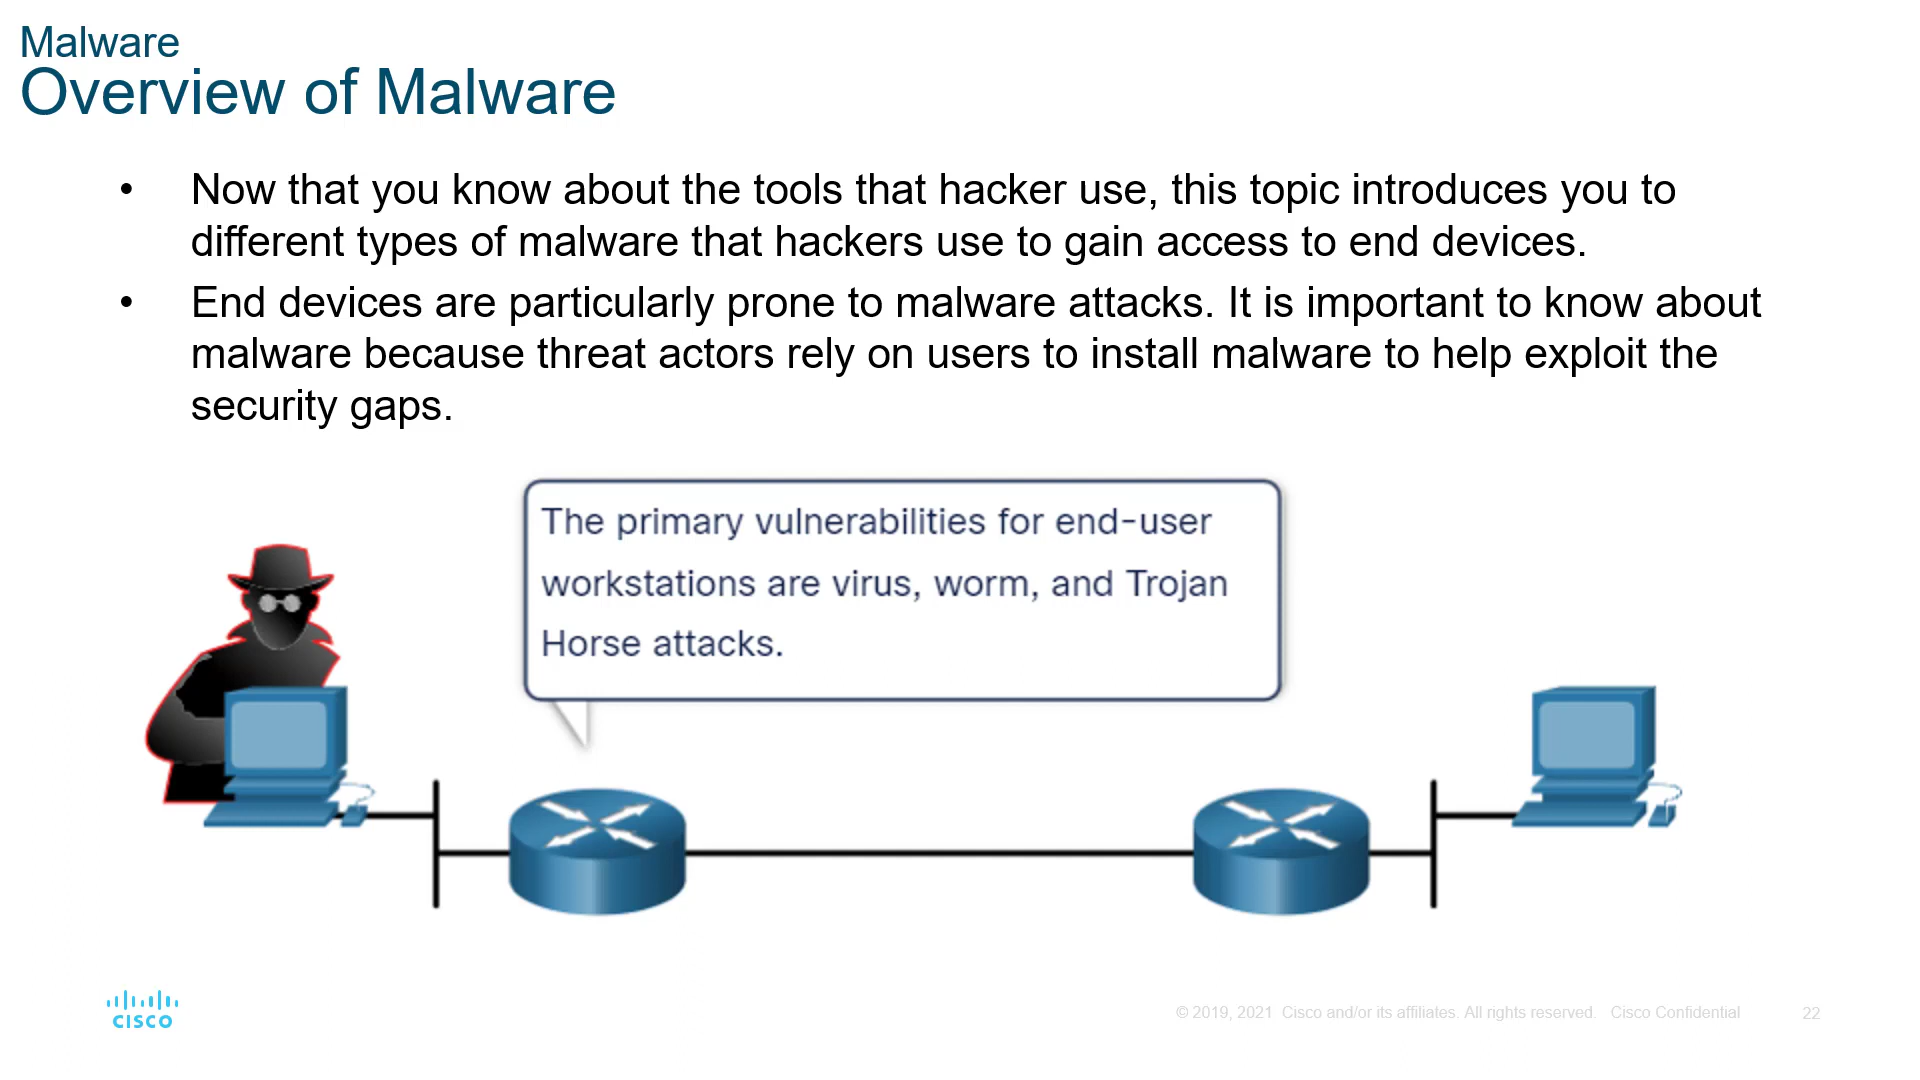 Malware
Overview of Malware
• Now that you know about the tools that hacker use, this topic introduces you to
different types of malware that hackers use to gain access to end devices.
• End devices are particularly prone to malware attacks. It is important to know about
malware because threat actors rely on users to install malware to help exploit the
security gaps.
The primary vulnerabilities for end-user
workstations are virus, worm, and Trojan
Horse attacks.
CISCO
© 2019, 2021 Cisco and/or its affiliates. All rights reserved. Cisco Confidential 22